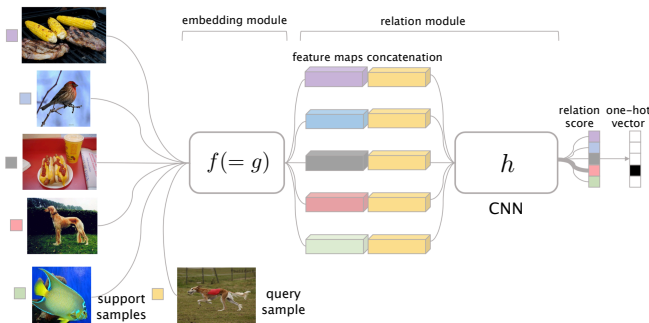 embedding module
relation module
feature maps concatenation
relation
score
one-hot
vector
f(= g)
h
CNN
support
samples
query
sample